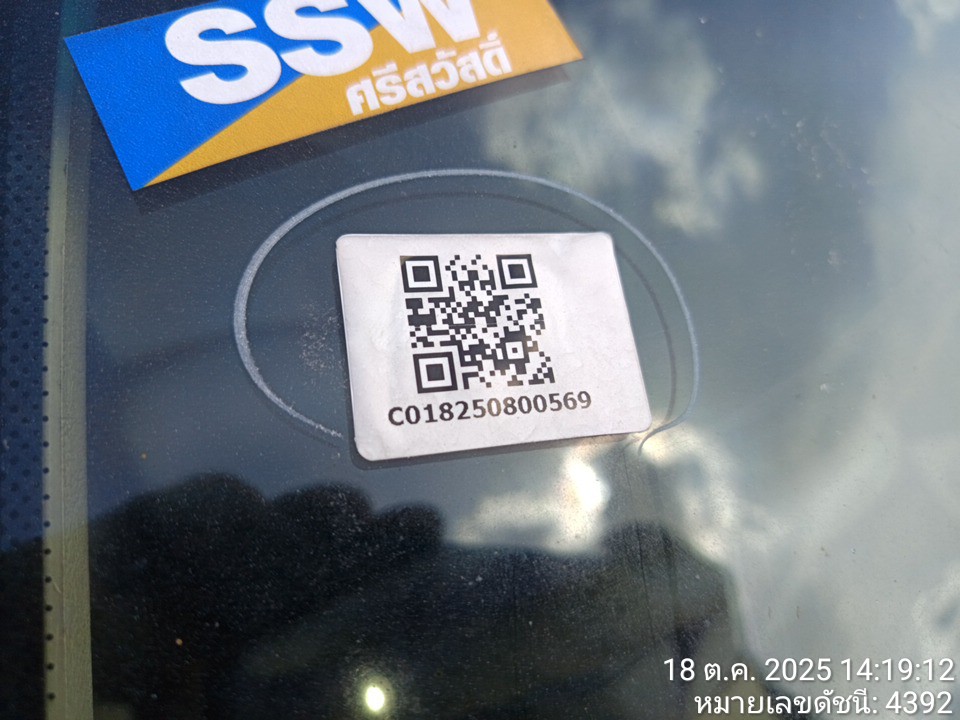 SSW
ศรีสวัสดิ์
C018250800569
18 ต.ค. 2025 14:19:12
หมายเลขดัชนี: 4392